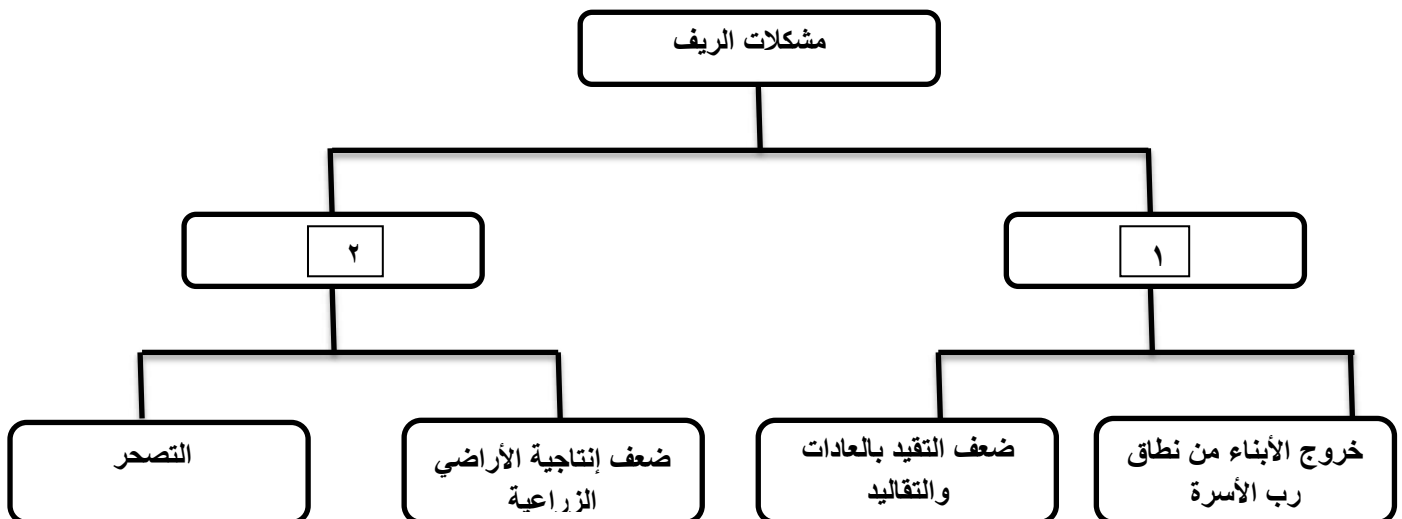 مشكلات الريف
١
٢
خروج الأبناء من نطاق
رب الأسرة
ضعف التقيد بالعادات
والتقاليد
ضعف إنتاجية الأراضي
الزراعية
التصحر